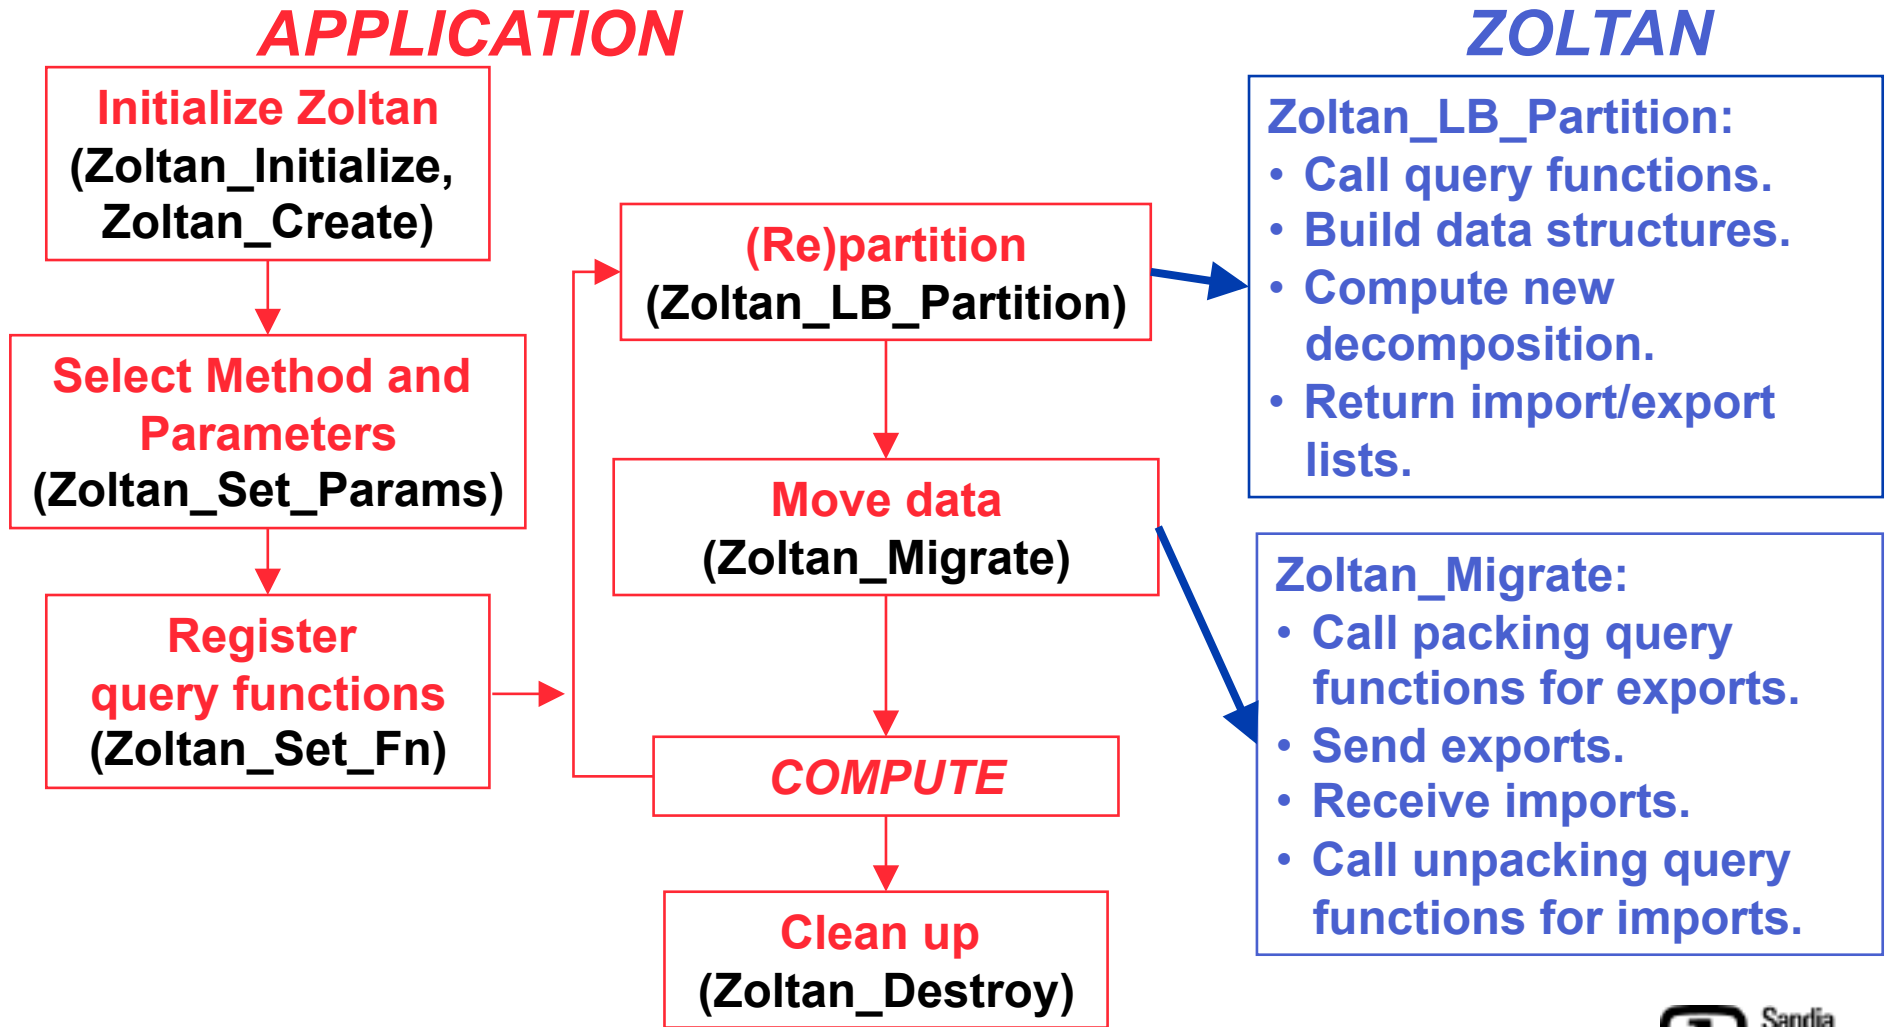 APPLICATION
ZOLTAN
Initialize Zoltan
(Zoltan_Initialize,
Zoltan_Create)
Select Method and
Parameters
(Zoltan_Set_Params)
Register
query functions
(Zoltan_Set_Fn)
(Re)partition
(Zoltan_LB_Partition)
Move data
(Zoltan_Migrate)
COMPUTE
Clean up
(Zoltan_Destroy)
Zoltan_LB_Partition:
• Call query functions.
• Build data structures.
• Compute new
decomposition.
• Return import/export
lists.
Zoltan_Migrate:
• Call packing query
functions for exports.
• Send exports.
• Receive imports.
• Call unpacking query
functions for imports.
Sandia